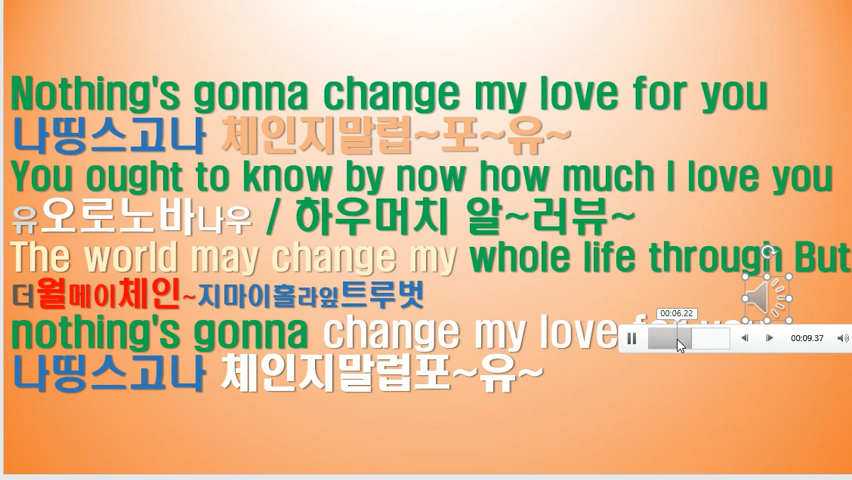 Nothing's gonna change my love for you
나띵스고나 체인지말럽~포~유~
You ought to know by now how much I love you
유오로노바나우 / 하우머치 알~러뷰~
The world may change my whole life through But
더월메이체인~지마이홀라잎트루벗
nothing's gonna change my love for
나띵스고나 체인지말럽포~유~
00:06.22
00:09.37